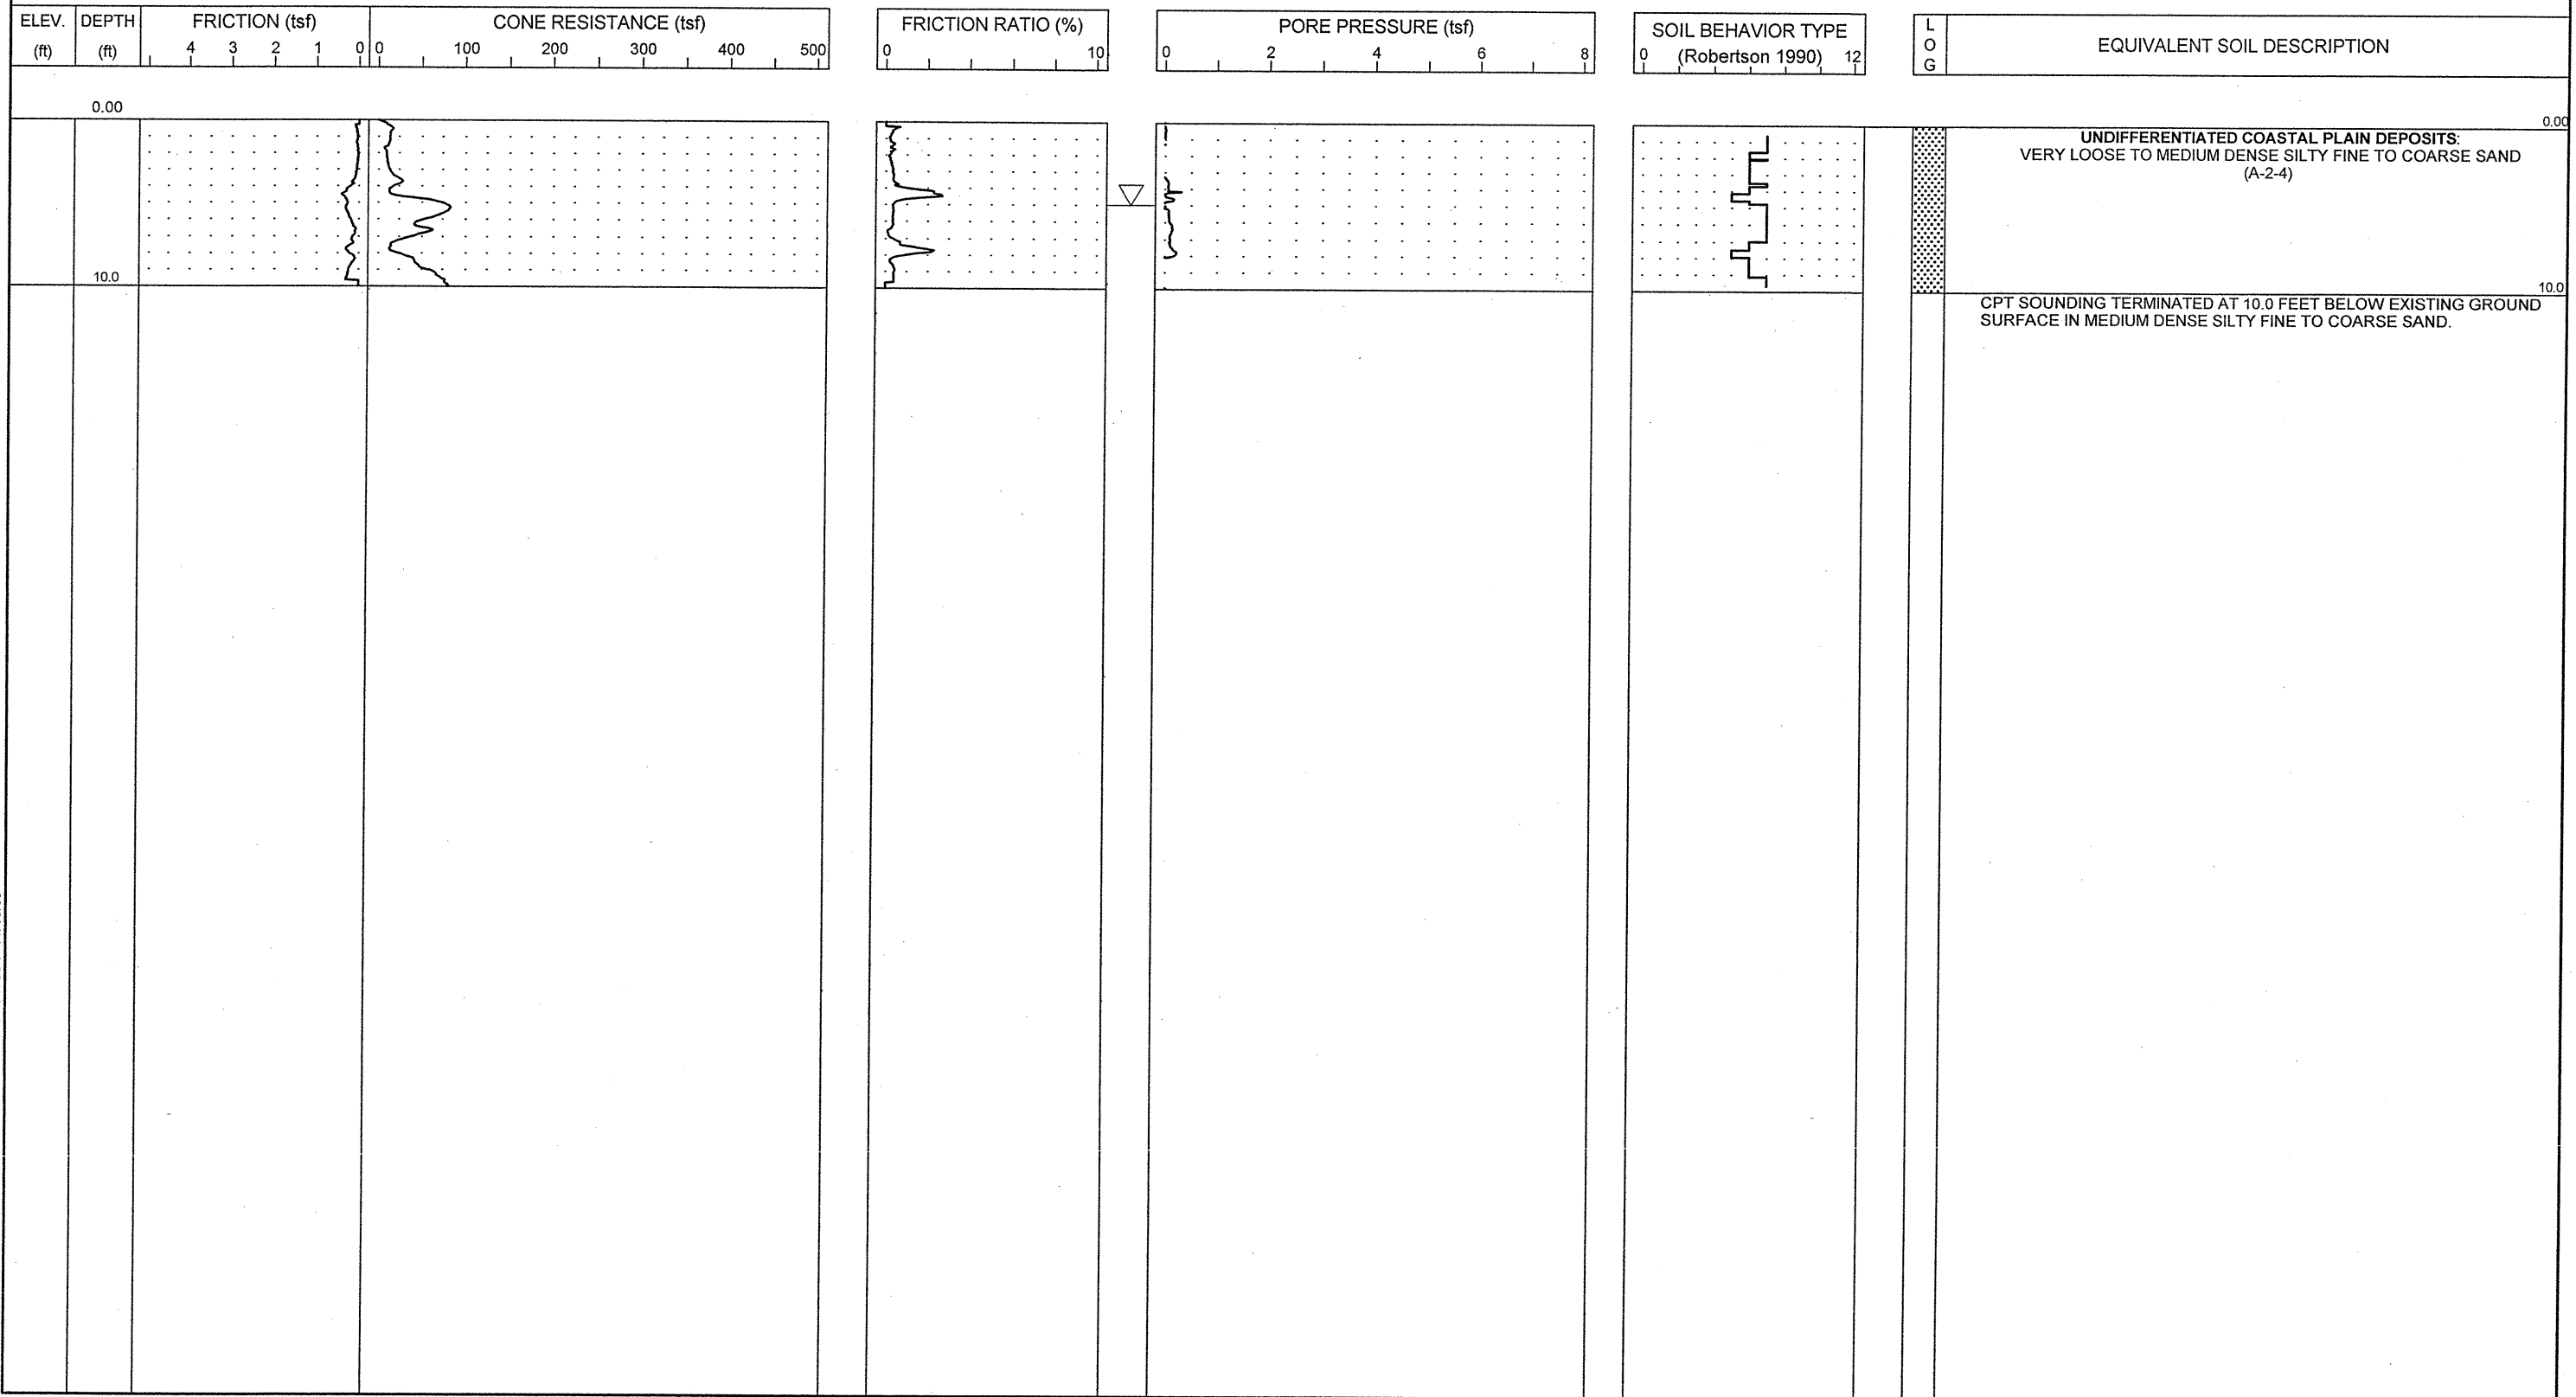 ELEV. (ft)
DEPTH (ft)
FRICTION (tsf)
4 3 2 1 0
CONE RESISTANCE (tsf)
0 100 200 300 400 500
FRICTION RATIO (%)
0 10
PORE PRESSURE (tsf)
0 2 4 6 8
SOIL BEHAVIOR TYPE
(Robertson 1990)
0 12
LOG
EQUIVALENT SOIL DESCRIPTION
0.00
0.00
UNDIFFERENTIATED COASTAL PLAIN DEPOSITS:
VERY LOOSE TO MEDIUM DENSE SILTY FINE TO COARSE SAND
(A-2-4)
10.0
10.0
CPT SOUNDING TERMINATED AT 10.0 FEET BELOW EXISTING GROUND
SURFACE IN MEDIUM DENSE SILTY FINE TO COARSE SAND.